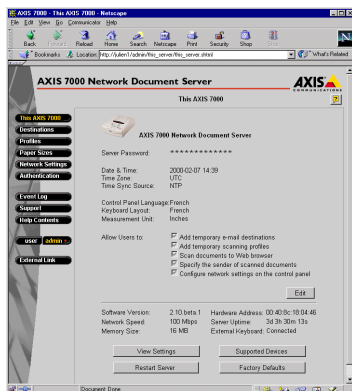 AXIS 7000 - This AXIS 7000 - Netscape
File Edit View Go Communicator Help
Back Forward Reload Home Search Netscape Print Security Shop Stop
Bookmarks Location: http://julien1/admin/this_server/this_server.shtml What's Related
AXIS 7000 Network Document Server
AXIS
COMMUNICATIONS
This AXIS 7000
This AXIS 7000
Destinations
Profiles
Paper Sizes
Network Settings
Authentication
Event Log
Support
Help Contents
user admin
External Link
AXIS 7000 Network Document Server
Server Password: * * * * * * * * * * * * *
Date & Time: 2000-02-07 14:39
Time Zone: UTC
Time Sync Source: NTP
Control Panel Language: French
Keyboard Layout: French
Measurement Unit: Inches
Allow Users to: Add temporary e-mail destinations
Add temporary scanning profiles
Scan documents to Web browser
Specify the sender of scanned documents
Configure network settings on the control panel
Edit
Software Version: 2.10.beta.1 Hardware Address: 00:40:8c:18:04:46
Network Speed: 100 Mbps Server Uptime: 3d 3h 30m 13s
Memory Size: 16 MB External Keyboard: Connected
View Settings Supported Devices
Restart Server Factory Defaults
Document: Done